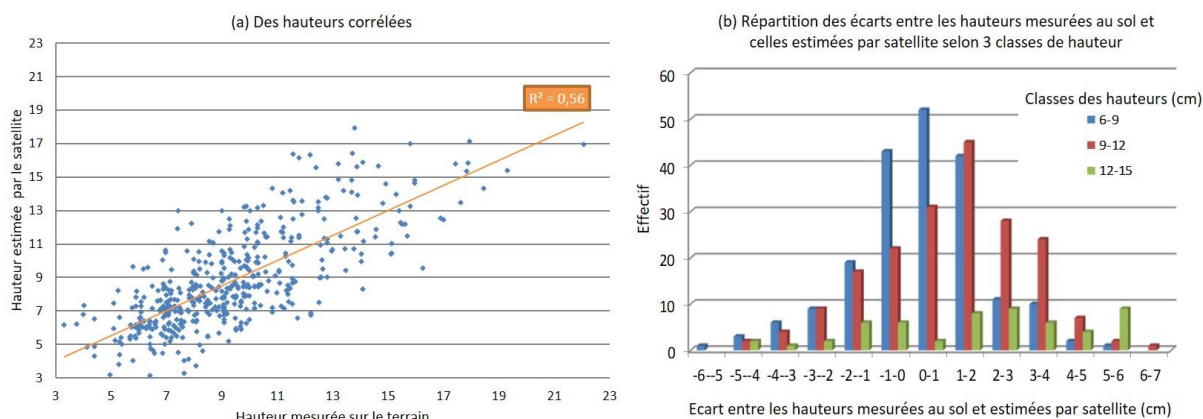 (a) Des hauteurs corrélées
Hauteur estimée par le satellite
23
21
19
17
15
13
11
9
7
5
3
R² = 0,56
3 5 7 9 11 13 15 17 19 21 23
Hauteur mesurée sur le terrain
(b) Répartition des écarts entre les hauteurs mesurées au sol et
celles estimées par satellite selon 3 classes de hauteur
Effectif
60
50
40
30
20
10
0
Classes des hauteurs (cm)
6-9
9-12
12-15
-6--5 -5--4 -4--3 -3--2 -2--1 -1-0 0-1 1-2 2-3 3-4 4-5 5-6 6-7
Ecart entre les hauteurs mesurées au sol et estimées par satellite (cm)